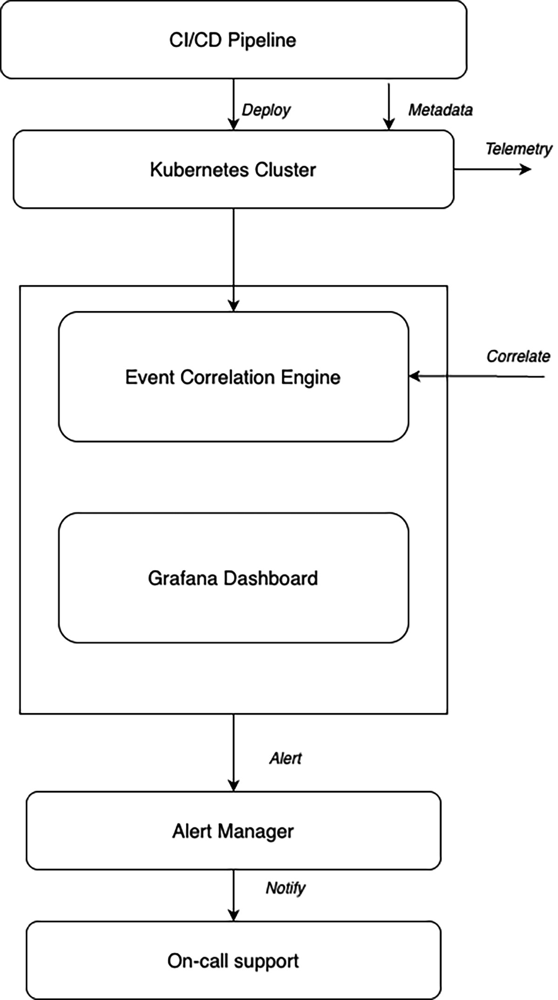 CI/CD Pipeline
Deploy
Metadata
Telemetry
Kubernetes Cluster
Correlate
Event Correlation Engine
Grafana Dashboard
Alert
Alert Manager
Notify
On-call support